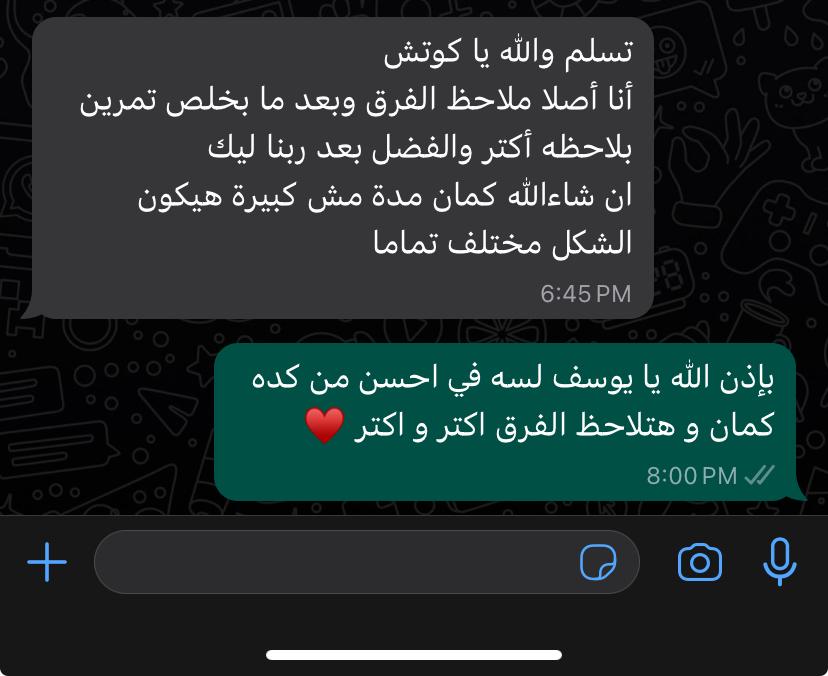 تسلم والله يا كوتش
أنا أصلا ملاحظ الفرق وبعد ما بخلص تمرين
بلاحظه أكتر والفضل بعد ربنا ليك
ان شاءالله كمان مدة مش كبيرة هيكون
الشكل مختلف تماما
6:45 PM
بإذن الله يا يوسف لسه في احسن من كده
كمان و هتلاحظ الفرق اكتر و اكتر ♥️
8:00 PM